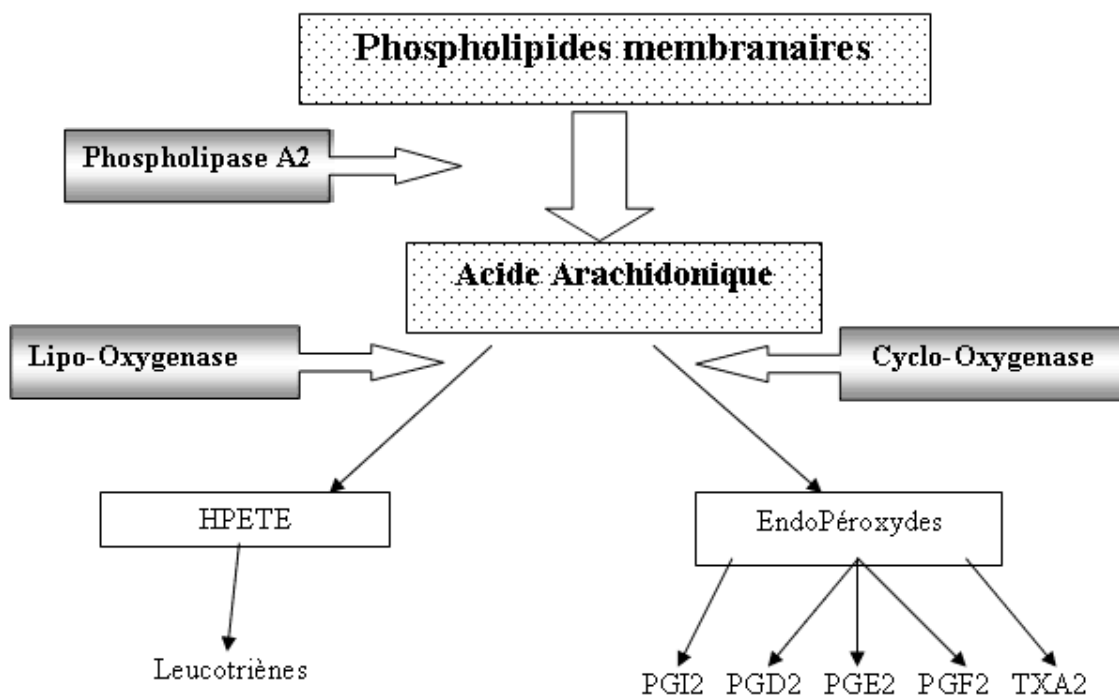 Phospholipides membranaires
Phospholipase A2
Acide Arachidonique
Lipo-Oxygenase
Cyclo-Oxygenase
HPETE
EndoPéroxydes
Leucotriènes
PGI2 PGD2 PGE2 PGF2 TXA2